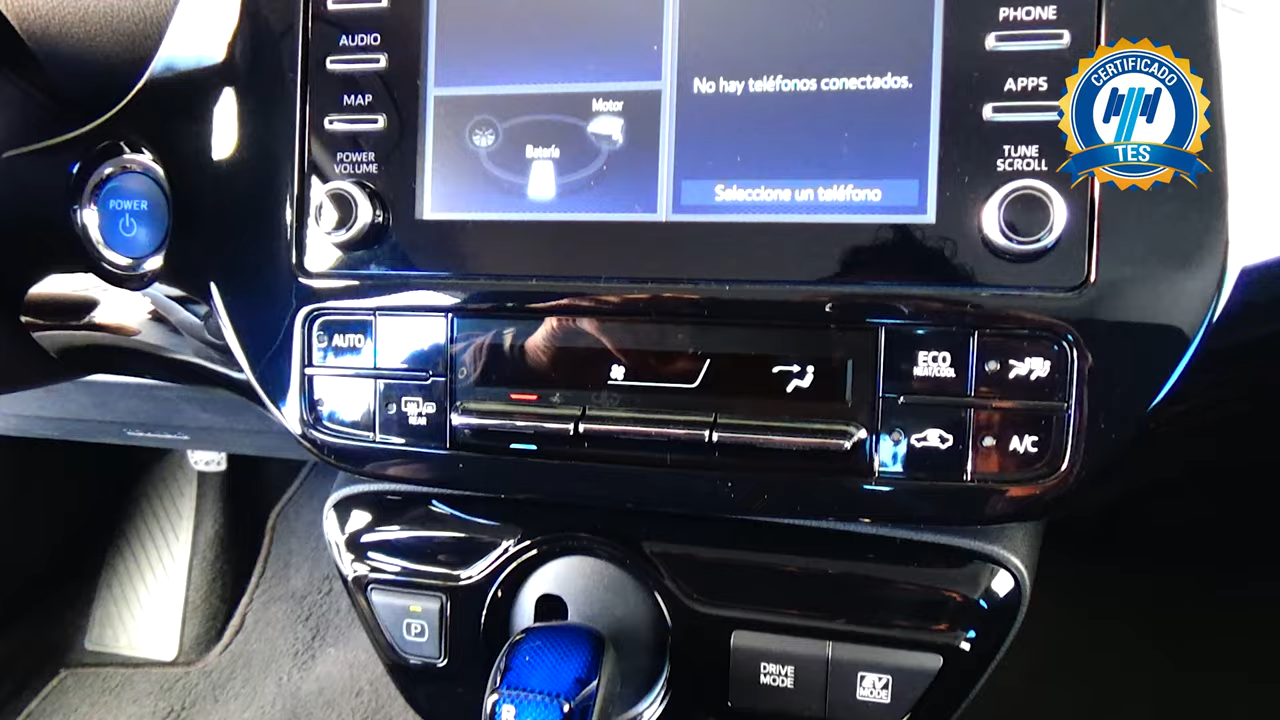 AUDIO
MAP
POWER
VOLUME
POWER
Motor
Batería
No hay teléfonos conectados.
Seleccione un teléfono
PHONE
APPS
TUNE
SCROLL
CERTIFICADO
TES
AUTO
REAR
ECO
HEAT/COOL
A/C
P
R
DRIVE
MODE
EV
MODE